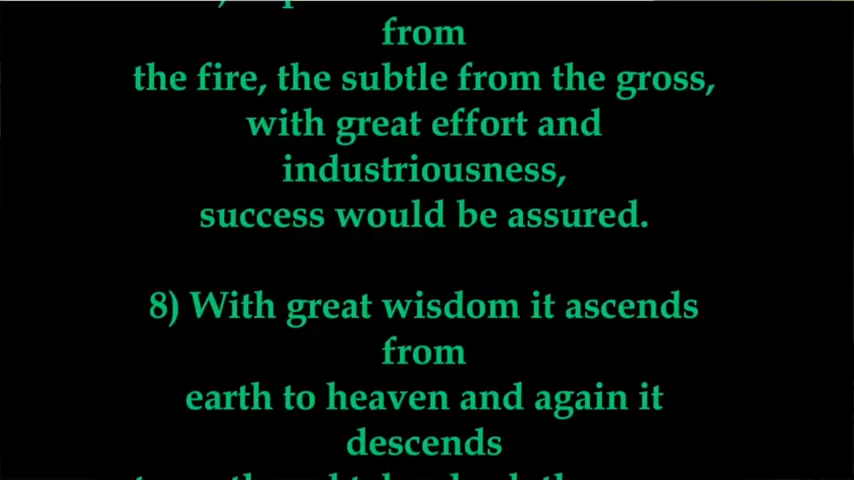 from
the fire, the subtle from the gross,
with great effort and
industriousness,
success would be assured.
8) With great wisdom it ascends
from
earth to heaven and again it
descends